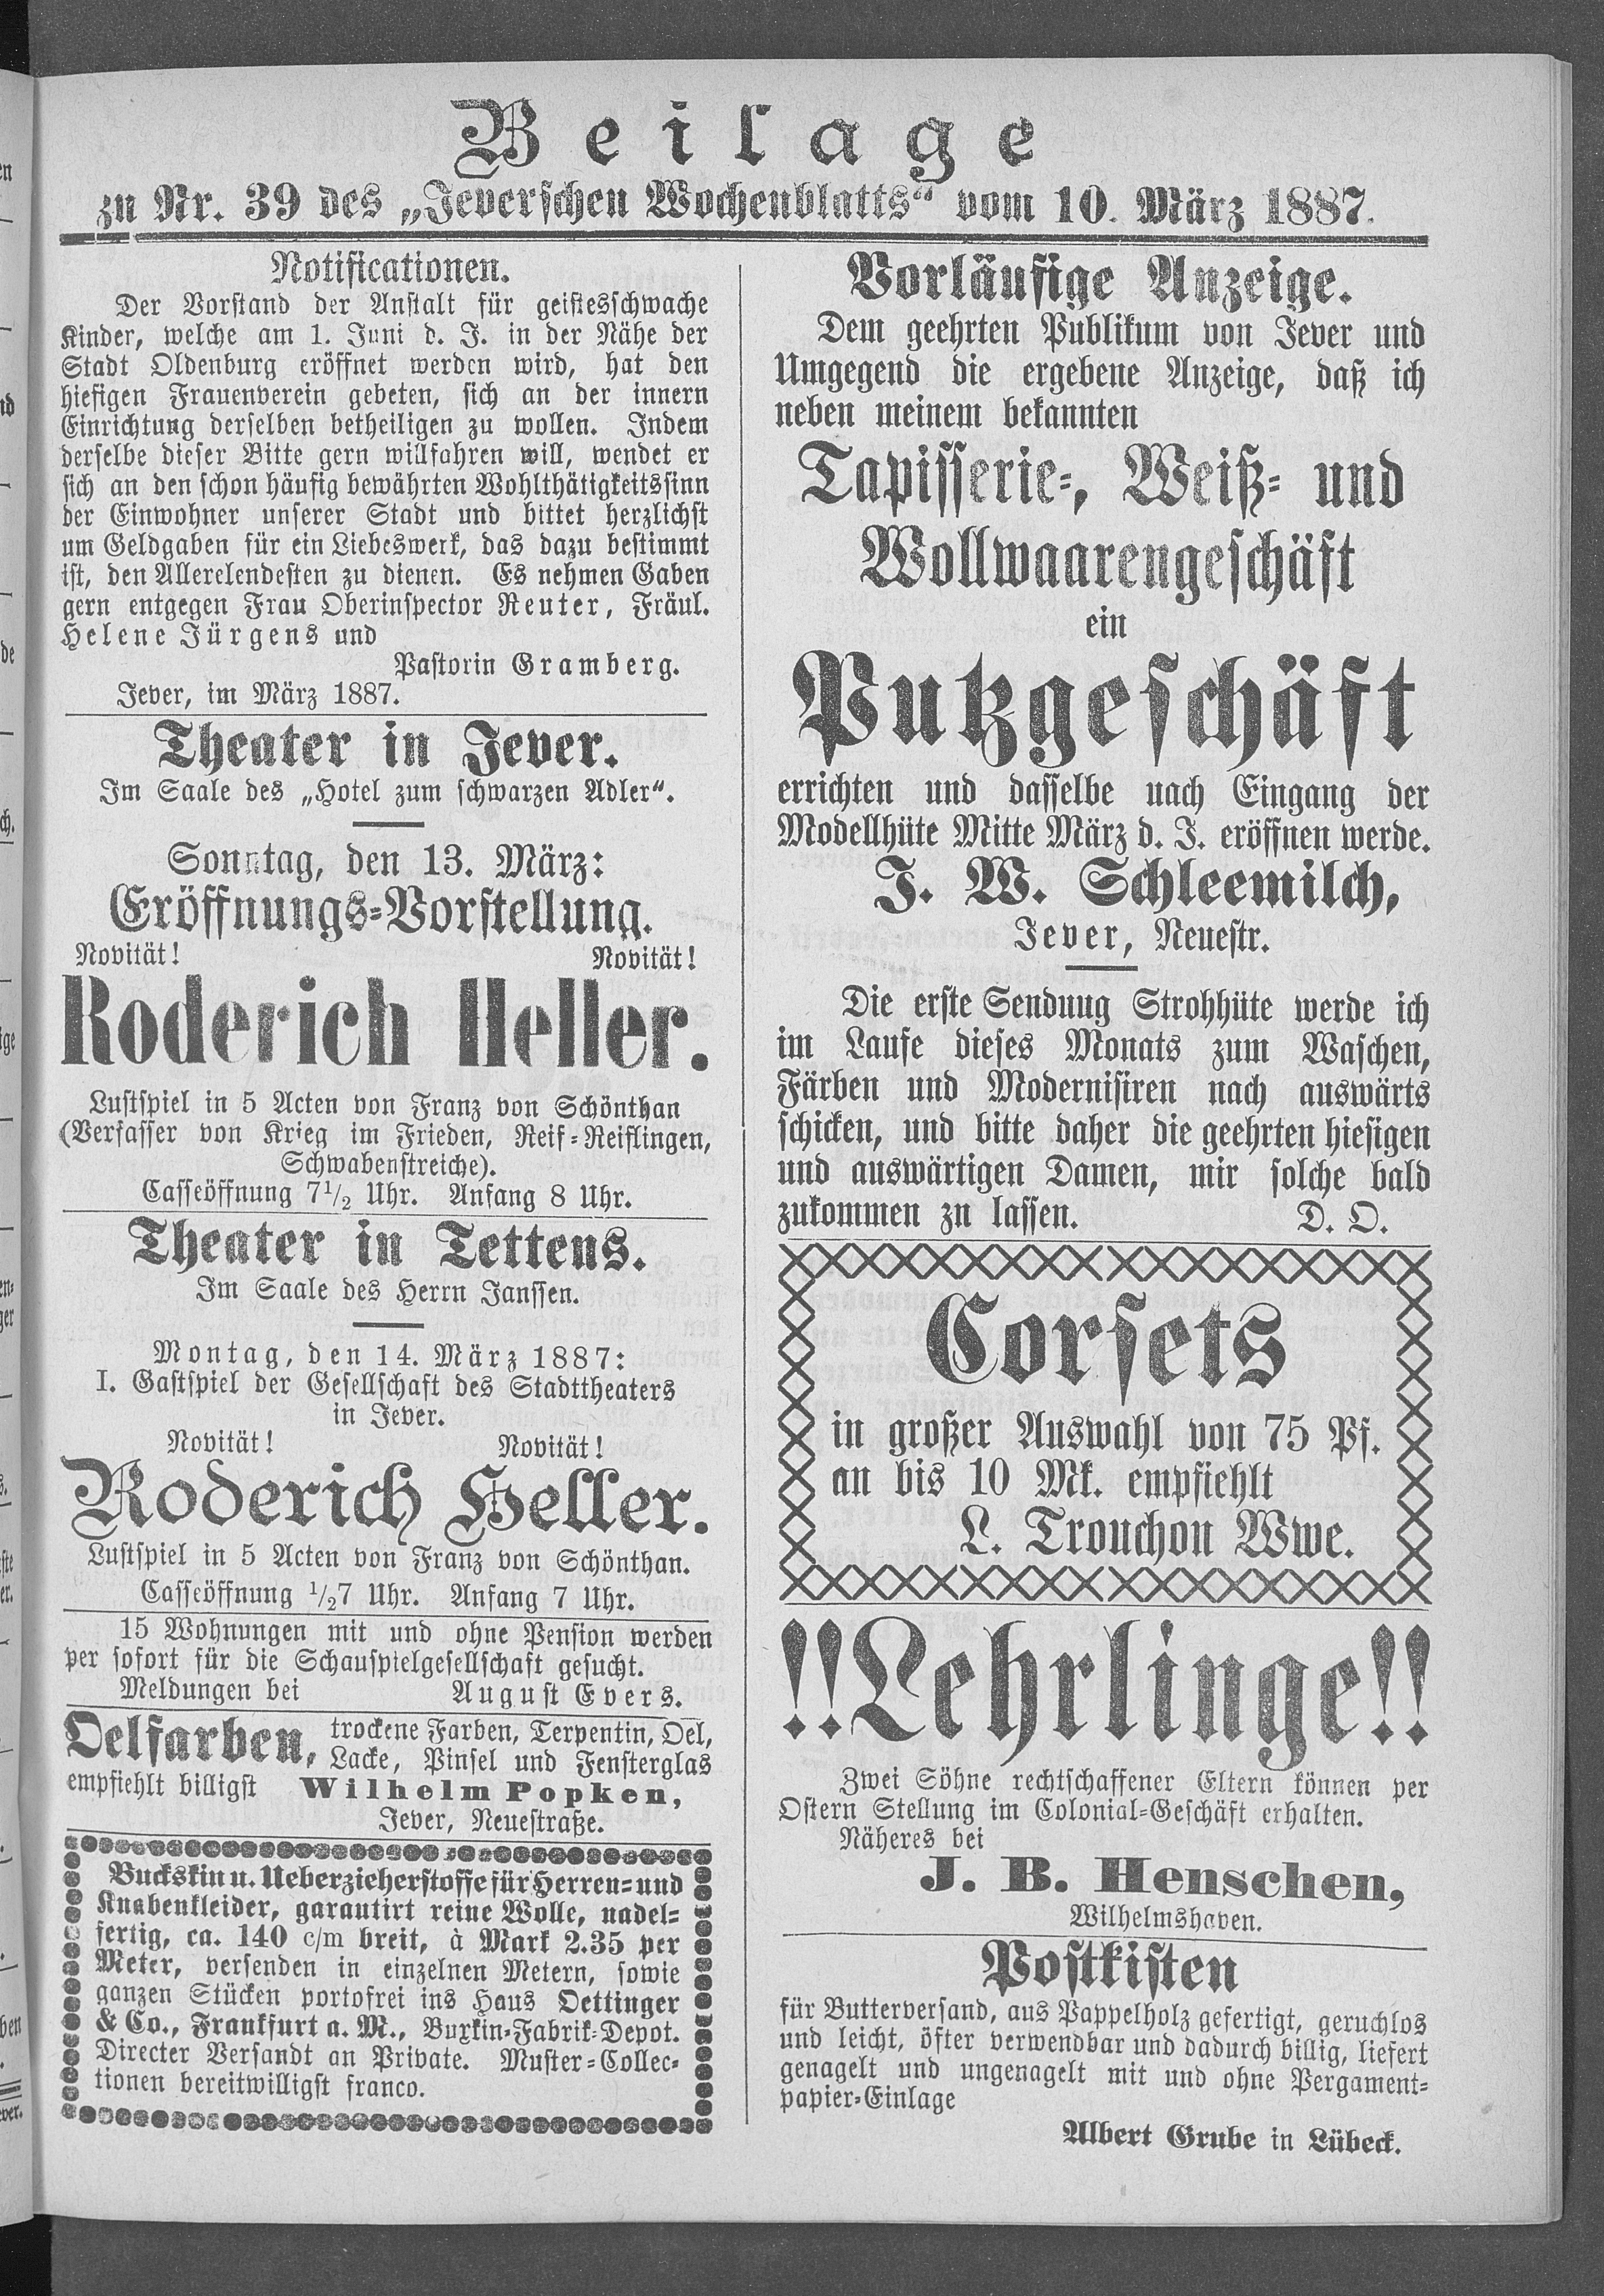 Beilage
zu Nr. 39 des „Jeverschen Wochenblatts“ vom 10. März 1887.
Notificationen.
Der Vorstand der Anstalt für geistesschwache
Kinder, welche am 1. Juni d. J. in der Nähe der
Stadt Oldenburg eröffnet werden wird, hat den
hiesigen Frauenverein gebeten, sich an der innern
Einrichtung derselben betheiligen zu wollen. Indem
derselbe dieser Bitte gern willfahren will, wendet er
sich an den schon häufig bewährten Wohlthätigkeitssinn
der Einwohner unserer Stadt und bittet herzlichst
um Geldgaben für ein Liebeswerk, das dazu bestimmt
ist, den Allerelendesten zu dienen. Es nehmen Gaben
gern entgegen Frau Oberinspector Reuter, Fräul.
Helene Jürgens und
Pastorin Gramberg.
Jever, im März 1887.
Theater in Jever.
Im Saale des „Hotel zum schwarzen Adler“.
Sonntag, den 13. März:
Eröffnungs-Vorstellung.
Novität! Novität!
Roderich Heller.
Lustspiel in 5 Acten von Franz von Schönthan
(Verfasser von Krieg im Frieden, Reif-Reiflingen,
Schwabenstreiche).
Casseöffnung 7½ Uhr. Anfang 8 Uhr.
Theater in Tettens.
Im Saale des Herrn Janssen.
Montag, den 14. März 1887:
I. Gastspiel der Gesellschaft des Stadttheaters
in Jever.
Novität! Novität!
Roderich Heller.
Lustspiel in 5 Acten von Franz von Schönthan.
Casseöffnung ½7 Uhr. Anfang 7 Uhr.
15 Wohnungen mit und ohne Pension werden
per sofort für die Schauspielgesellschaft gesucht.
Meldungen bei August Evers.
Oelfarben, trockene Farben, Terpentin, Oel,
Lacke, Pinsel und Fensterglas
empfiehlt billigst Wilhelm Popken,
Jever, Neuestraße.
Buckskin u. Ueberzieherstoffe für Herren- und
Knabenkleider, garantirt reine Wolle, nadel-
fertig, ca. 140 c/m breit, à Mark 2.35 per
Meter, versenden in einzelnen Metern, sowie
ganzen Stücken portofrei ins Haus Oettinger
& Co., Frankfurt a. M., Buxkin-Fabrik-Depot.
Directer Versandt an Private. Muster-Collec-
tionen bereitwilligst franco.
Vorläufige Anzeige.
Dem geehrten Publikum von Jever und
Umgegend die ergebene Anzeige, daß ich
neben meinem bekannten
Tapisserie-, Weiß- und
Wollwaarengeschäft
ein
Putzgeschäft
errichten und dasselbe nach Eingang der
Modellhüte Mitte März d. J. eröffnen werde.
J. W. Schleemilch,
Jever, Neuestr.
Die erste Sendung Strohhüte werde ich
im Laufe dieses Monats zum Waschen,
Färben und Modernisiren nach auswärts
schicken, und bitte daher die geehrten hiesigen
und auswärtigen Damen, mir solche bald
zukommen zu lassen. D. O.
Corsets
in großer Auswahl von 75 Pf.
an bis 10 Mk. empfiehlt
L. Trouchon Wwe.
!!Lehrlinge!!
Zwei Söhne rechtschaffener Eltern können per
Ostern Stellung im Colonial-Geschäft erhalten.
Näheres bei
J. B. Henschen,
Wilhelmshaven.
Postkisten
für Butterversand, aus Pappelholz gefertigt, geruchlos
und leicht, öfter verwendbar und dadurch billig, liefert
genagelt und ungenagelt mit und ohne Pergament-
papier-Einlage
Albert Grube in Lübeck.